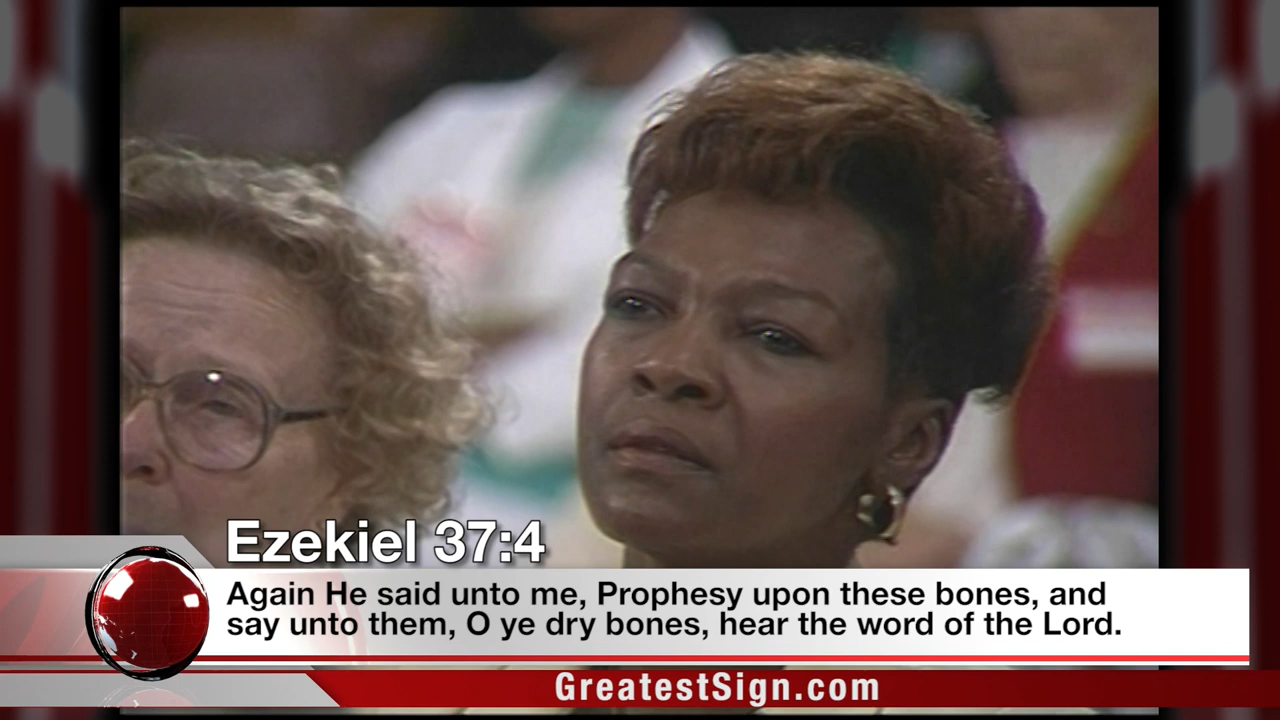 Ezekiel 37:4
Again He said unto me, Prophesy upon these bones, and
say unto them, O ye dry bones, hear the word of the Lord.
GreatestSign.com